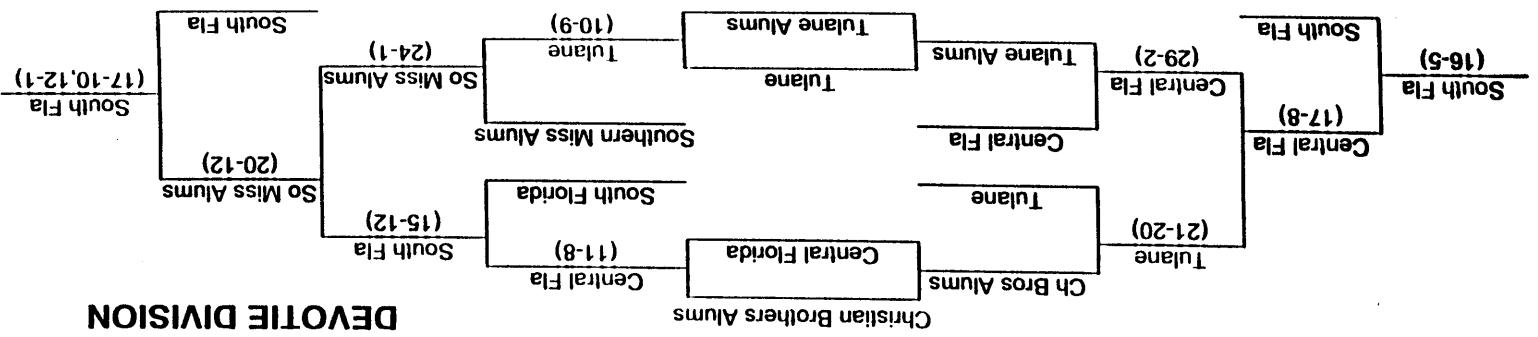 DEVOTIE DIVISION
Christian Brothers Alums
Ch Bros Alums
Central Florida
Central Fla
(11-8)
Tulane
(21-20)
South Fla
(15-12)
Tulane
South Florida
So Miss Alums
(20-12)
Central Fla
(17-8)
Central Fla
Southern Miss Alums
South Fla
(16-5)
Central Fla
(29-2)
Tulane Alums
Tulane
So Miss Alums
(24-1)
South Fla
(17-10,12-1)
South Fla
Tulane Alums
Tulane
(10-9)
South Fla